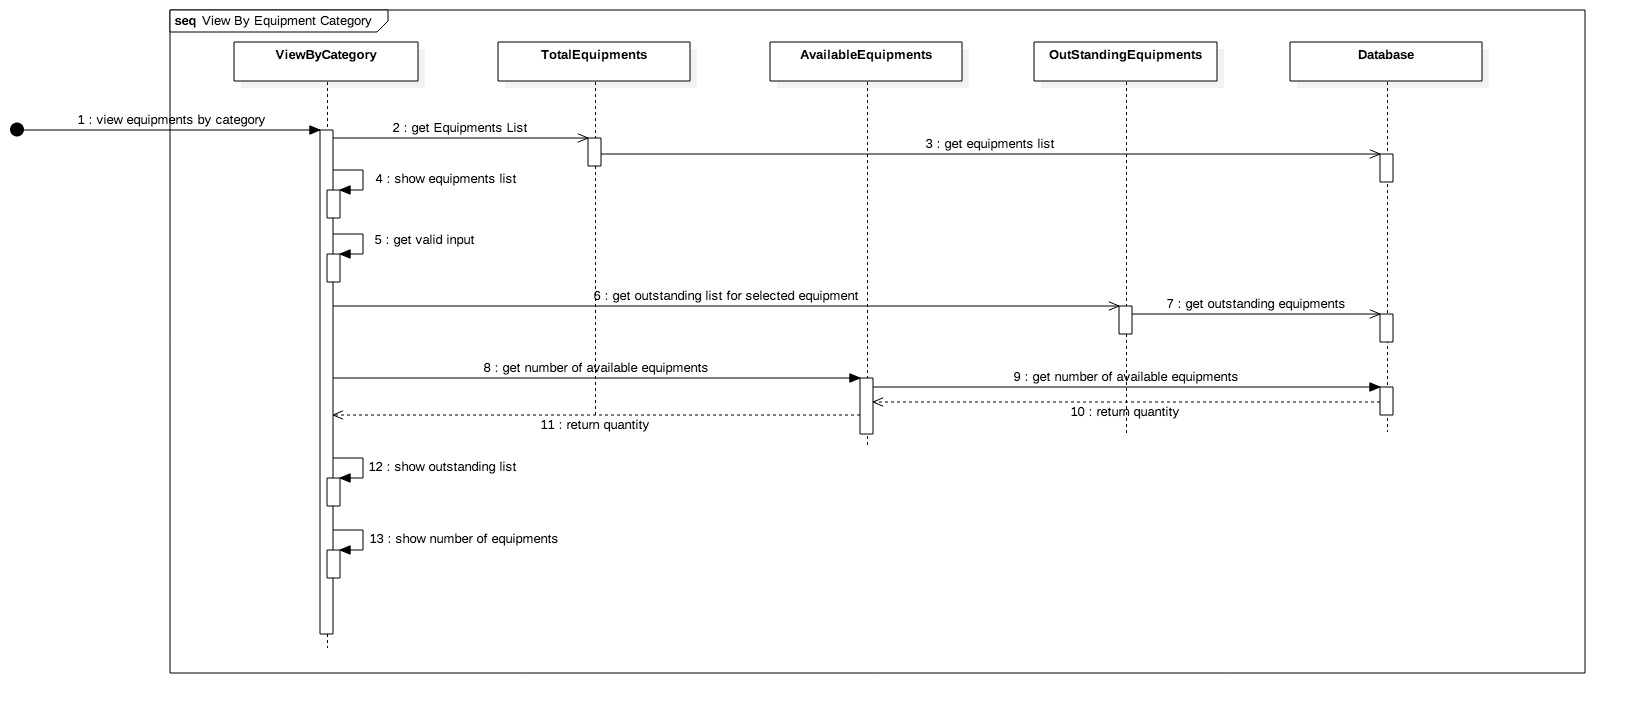 seq View By Equipment Category
ViewByCategory
TotalEquipments
AvailableEquipments
OutStandingEquipments
Database
1 : view equipments by category
2 : get Equipments List
3 : get equipments list
4 : show equipments list
5 : get valid input
6 : get outstanding list for selected equipment
7 : get outstanding equipments
8 : get number of available equipments
9 : get number of available equipments
10 : return quantity
11 : return quantity
12 : show outstanding list
13 : show number of equipments